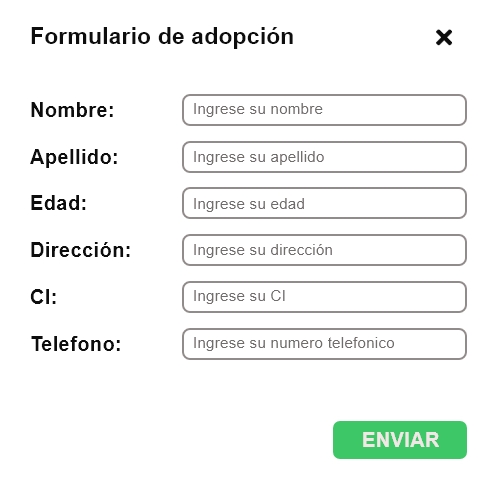 Formulario de adopción
Nombre: Ingrese su nombre
Apellido: Ingrese su apellido
Edad: Ingrese su edad
Dirección: Ingrese su dirección
CI: Ingrese su CI
Telefono: Ingrese su numero telefonico
ENVIAR